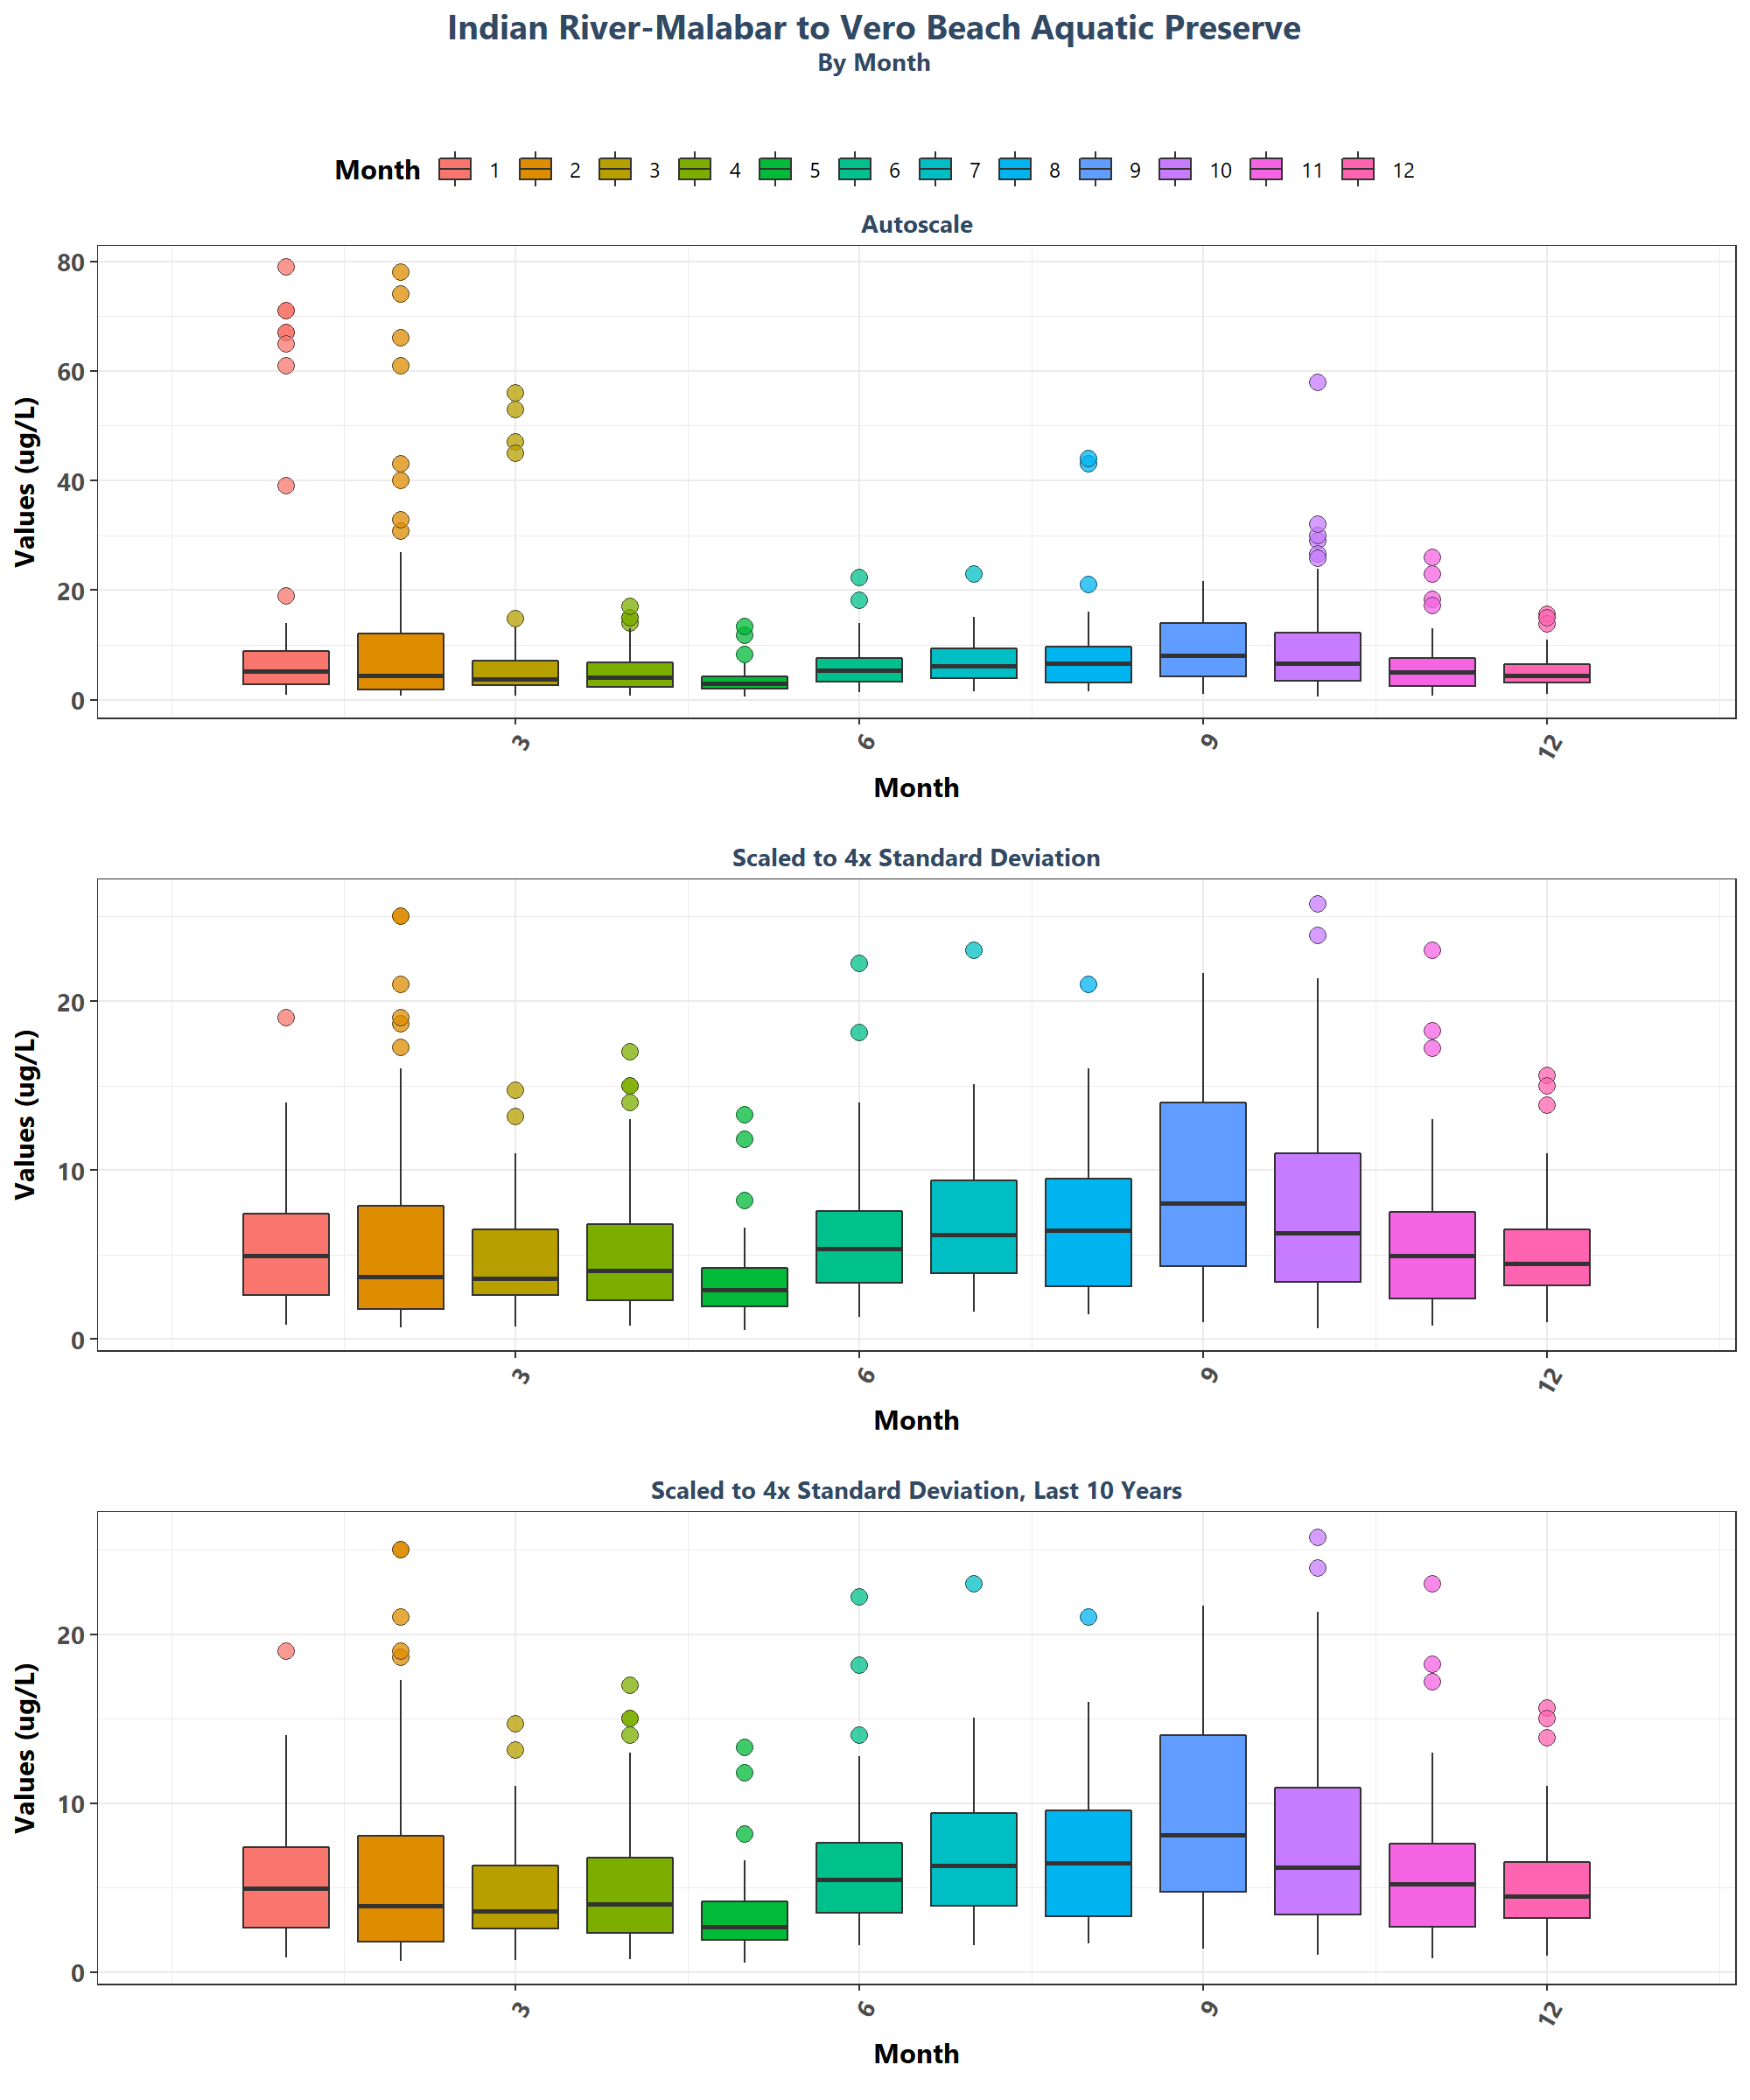 Indian River-Malabar to Vero Beach Aquatic Preserve
By Month
Month 1 2 3 4 5 6 7 8 9 10 11 12
Autoscale
Values (ug/L)
80
60
40
20
0
3 6 9 12
Month
Scaled to 4x Standard Deviation
Values (ug/L)
20
10
0
3 6 9 12
Month
Scaled to 4x Standard Deviation, Last 10 Years
Values (ug/L)
20
10
0
3 6 9 12
Month